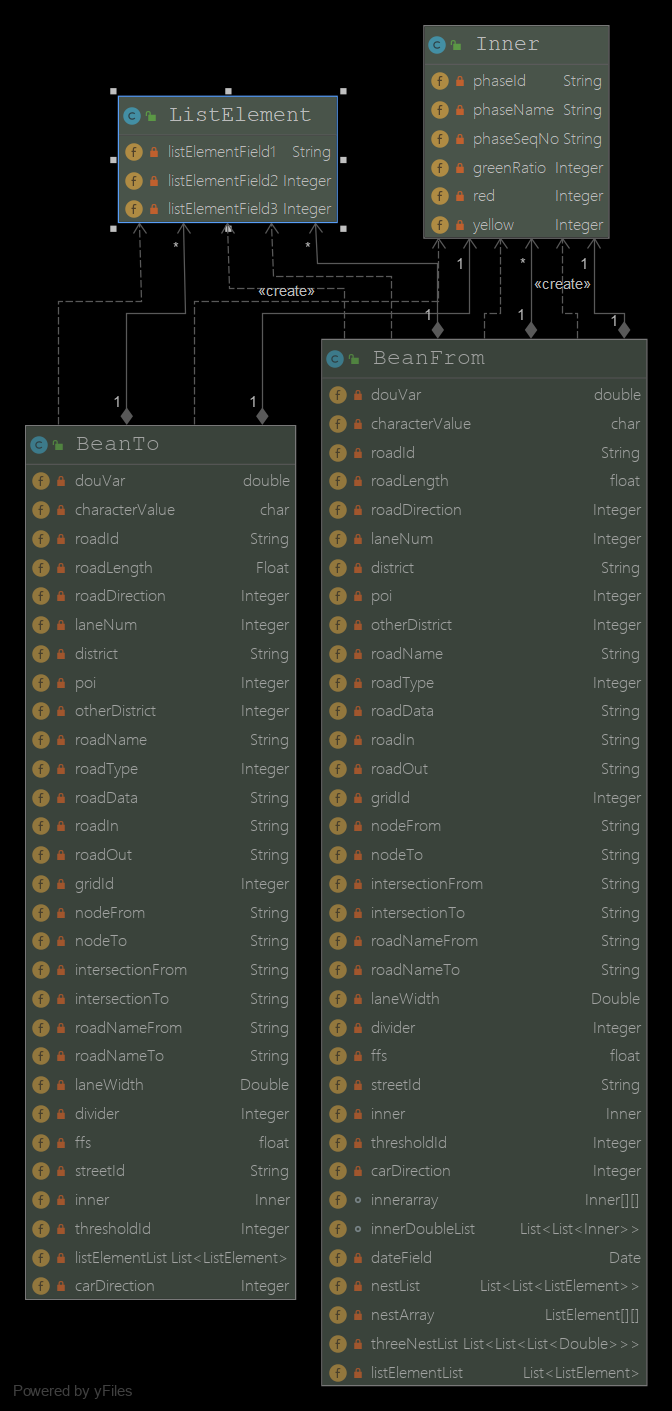 Inner
phaseId String
phaseName String
phaseSeqNo String
greenRatio Integer
red Integer
yellow Integer
ListElement
listElementField1 String
listElementField2 Integer
listElementField3 Integer
* * 1 * 1
«create» «create»
1 1 1
1 1
BeanFrom
douVar double
characterValue char
roadId String
roadLength float
roadDirection Integer
laneNum Integer
district String
poi Integer
otherDistrict Integer
roadName String
roadType Integer
roadData String
roadIn String
roadOut String
gridId Integer
nodeFrom String
nodeTo String
intersectionFrom String
intersectionTo String
roadNameFrom String
roadNameTo String
laneWidth Double
divider Integer
ffs float
streetId String
inner Inner
thresholdId Integer
carDirection Integer
innerarray Inner[][]
innerDoubleList List<List<Inner>>
dateField Date
nestList List<List<ListElement>>
nestArray ListElement[][]
threeNestList List<List<List<Double>>>
listElementList List<ListElement>
BeanTo
douVar double
characterValue char
roadId String
roadLength Float
roadDirection Integer
laneNum Integer
district String
poi Integer
otherDistrict Integer
roadName String
roadType Integer
roadData String
roadIn String
roadOut String
gridId Integer
nodeFrom String
nodeTo String
intersectionFrom String
intersectionTo String
roadNameFrom String
roadNameTo String
laneWidth Double
divider Integer
ffs float
streetId String
inner Inner
thresholdId Integer
listElementList List<ListElement>
carDirection Integer
Powered by yFiles